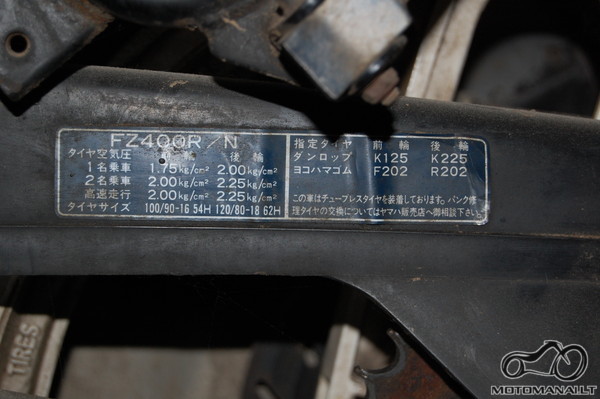 FZ400R/N
タイヤ空気圧 前輪 後輪
1名乗車 1.75kg/cm² 2.00kg/cm²
2名乗車 2.00kg/cm² 2.25kg/cm²
高速走行 2.00kg/cm² 2.25kg/cm²
タイヤサイズ 100/90-16 54H 120/80-18 62H
指定タイヤ 前輪 後輪
ダンロップ K125 K225
ヨコハマゴム F202 R202
この車はチューブレスタイヤを装着しております。パンク修
理タイヤの交換についてはヤマハ販売店へ御相談下さい。
TIRES
MOTOMANAI.LT